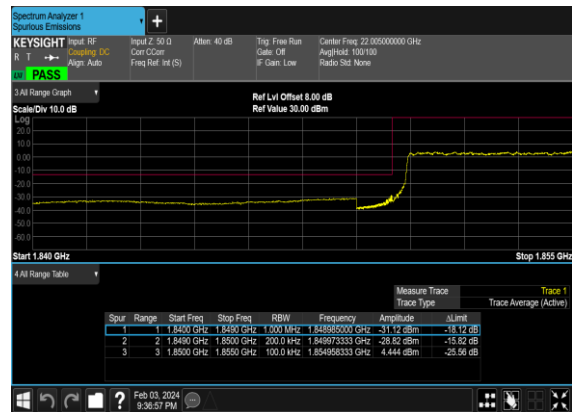 Spectrum Analyzer 1
Spurious Emissions
+
KEYSIGHT Input: RF Input Z: 50 Ω Atten: 40 dB Trig: Free Run Center Freq: 22.005000000 GHz
R T Coupling: DC Corr CCorr Gate: Off Avg|Hold: 100/100
Align: Auto Freq Ref: Int (S) IF Gain: Low Radio Std: None
PASS
3 All Range Graph Ref Lvl Offset 8.00 dB
Scale/Div 10.0 dB Ref Value 30.00 dBm
Log
20.0
10.0
0.00
-10.0
-20.0
-30.0
-40.0
-50.0
-60.0
Start 1.840 GHz Stop 1.855 GHz
4 All Range Table
Measure Trace Trace 1
Trace Type Trace Average (Active)
Spur Range Start Freq Stop Freq RBW Frequency Amplitude ΔLimit
1 1 1.8400 GHz 1.8490 GHz 1.000 MHz 1.848985000 GHz -31.12 dBm -18.12 dB
2 2 1.8490 GHz 1.8500 GHz 200.0 kHz 1.849973333 GHz -28.82 dBm -15.82 dB
3 3 1.8500 GHz 1.8550 GHz 100.0 kHz 1.854958333 GHz 4.444 dBm -25.56 dB
? Feb 03, 2024
9:36:57 PM